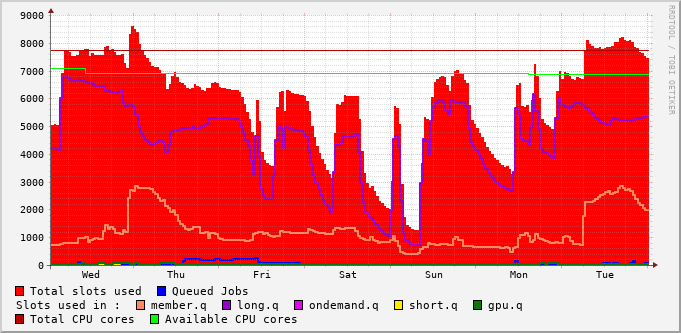 9000
8000
7000
6000
5000
4000
3000
2000
1000
0
Wed Thu Fri Sat Sun Mon Tue
RRDTOOL / TOBI OETIKER
Total slots used Queued Jobs
Slots used in : member.q long.q ondemand.q short.q gpu.q
Total CPU cores Available CPU cores